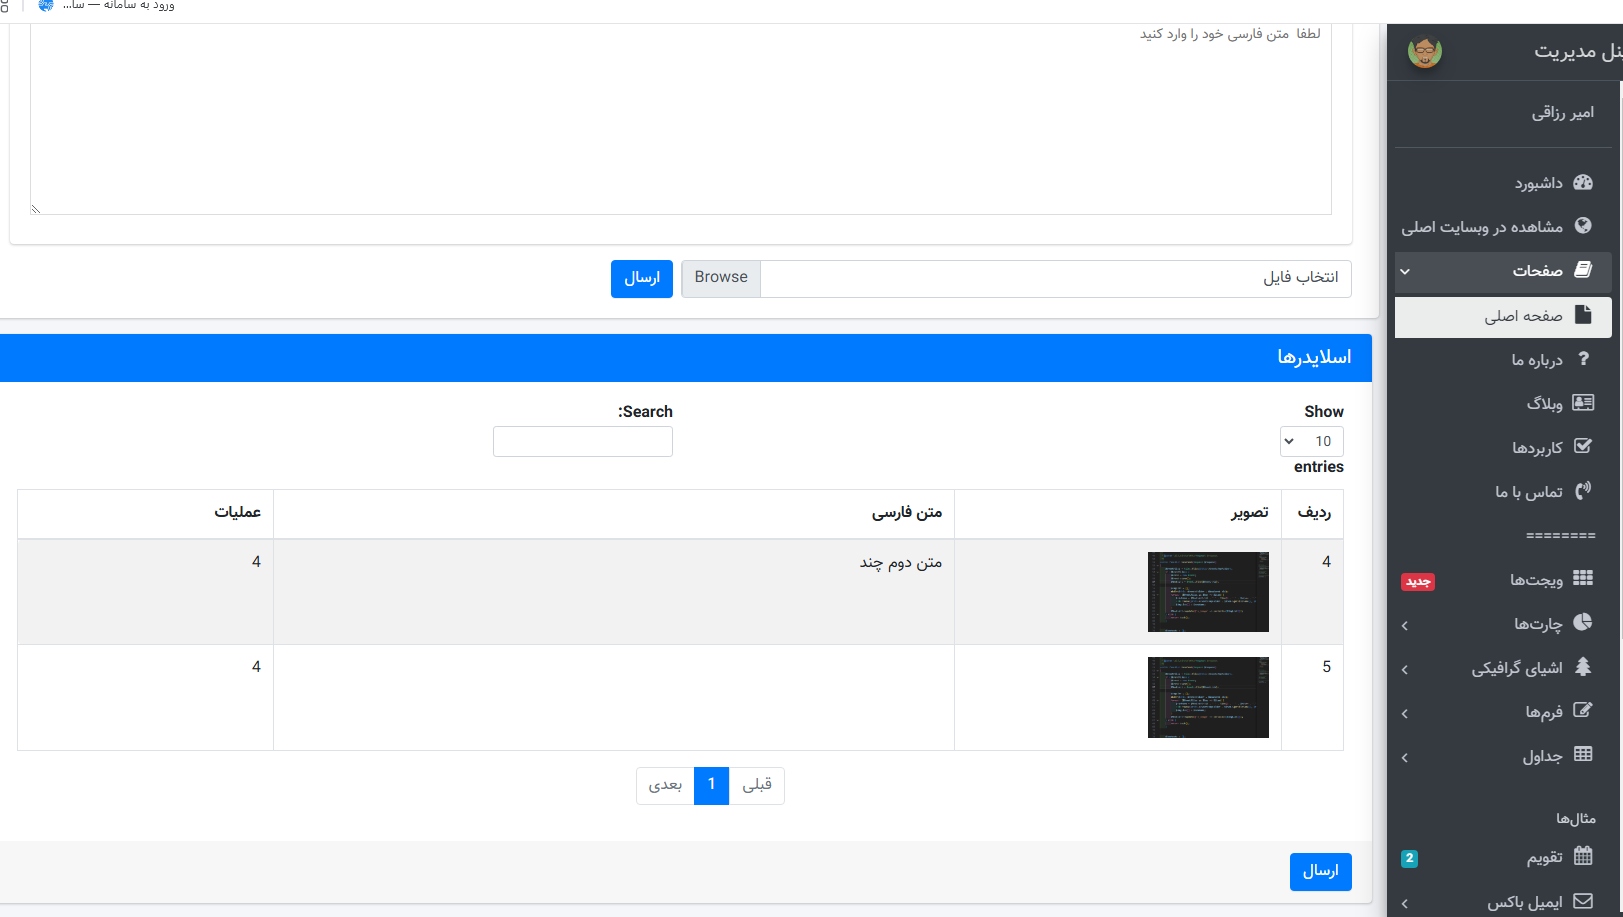 ورود به سامانه — سا...
پنل مدیریت
امیر رزاقی
داشبورد
مشاهده در وبسایت اصلی
صفحات
صفحه اصلی
درباره ما
وبلاگ
کاربردها
تماس با ما
========
ویجت‌ها جدید
چارت‌ها
اشیای گرافیکی
فرم‌ها
جداول
مثال‌ها
تقویم 2
ایمیل باکس
لطفا متن فارسی خود را وارد کنید
انتخاب فایل Browse ارسال
اسلایدرها
Show
10
entries
Search:
ردیف تصویر متن فارسی عملیات
4 متن دوم چند 4
5 4
قبلی 1 بعدی
ارسال